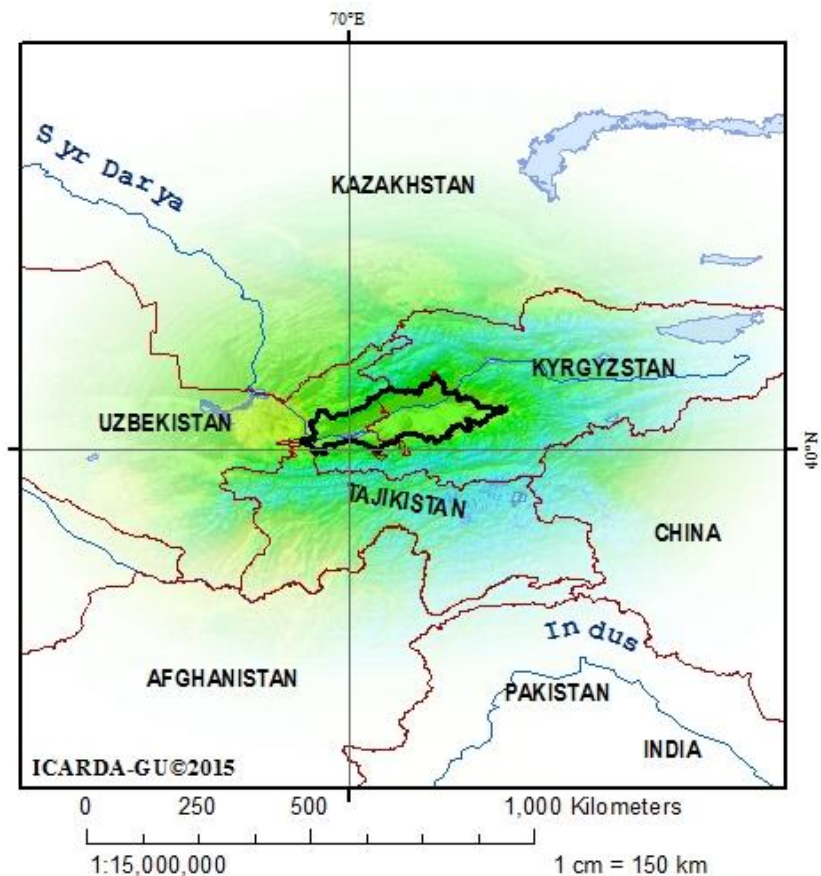 70°E
Syr Darya
KAZAKHSTAN
KYRGYZSTAN
UZBEKISTAN
40°N
TAJIKISTAN
CHINA
Indus
AFGHANISTAN
PAKISTAN
INDIA
ICARDA-GU©2015
0 250 500 1,000 Kilometers
1:15,000,000 1 cm = 150 km